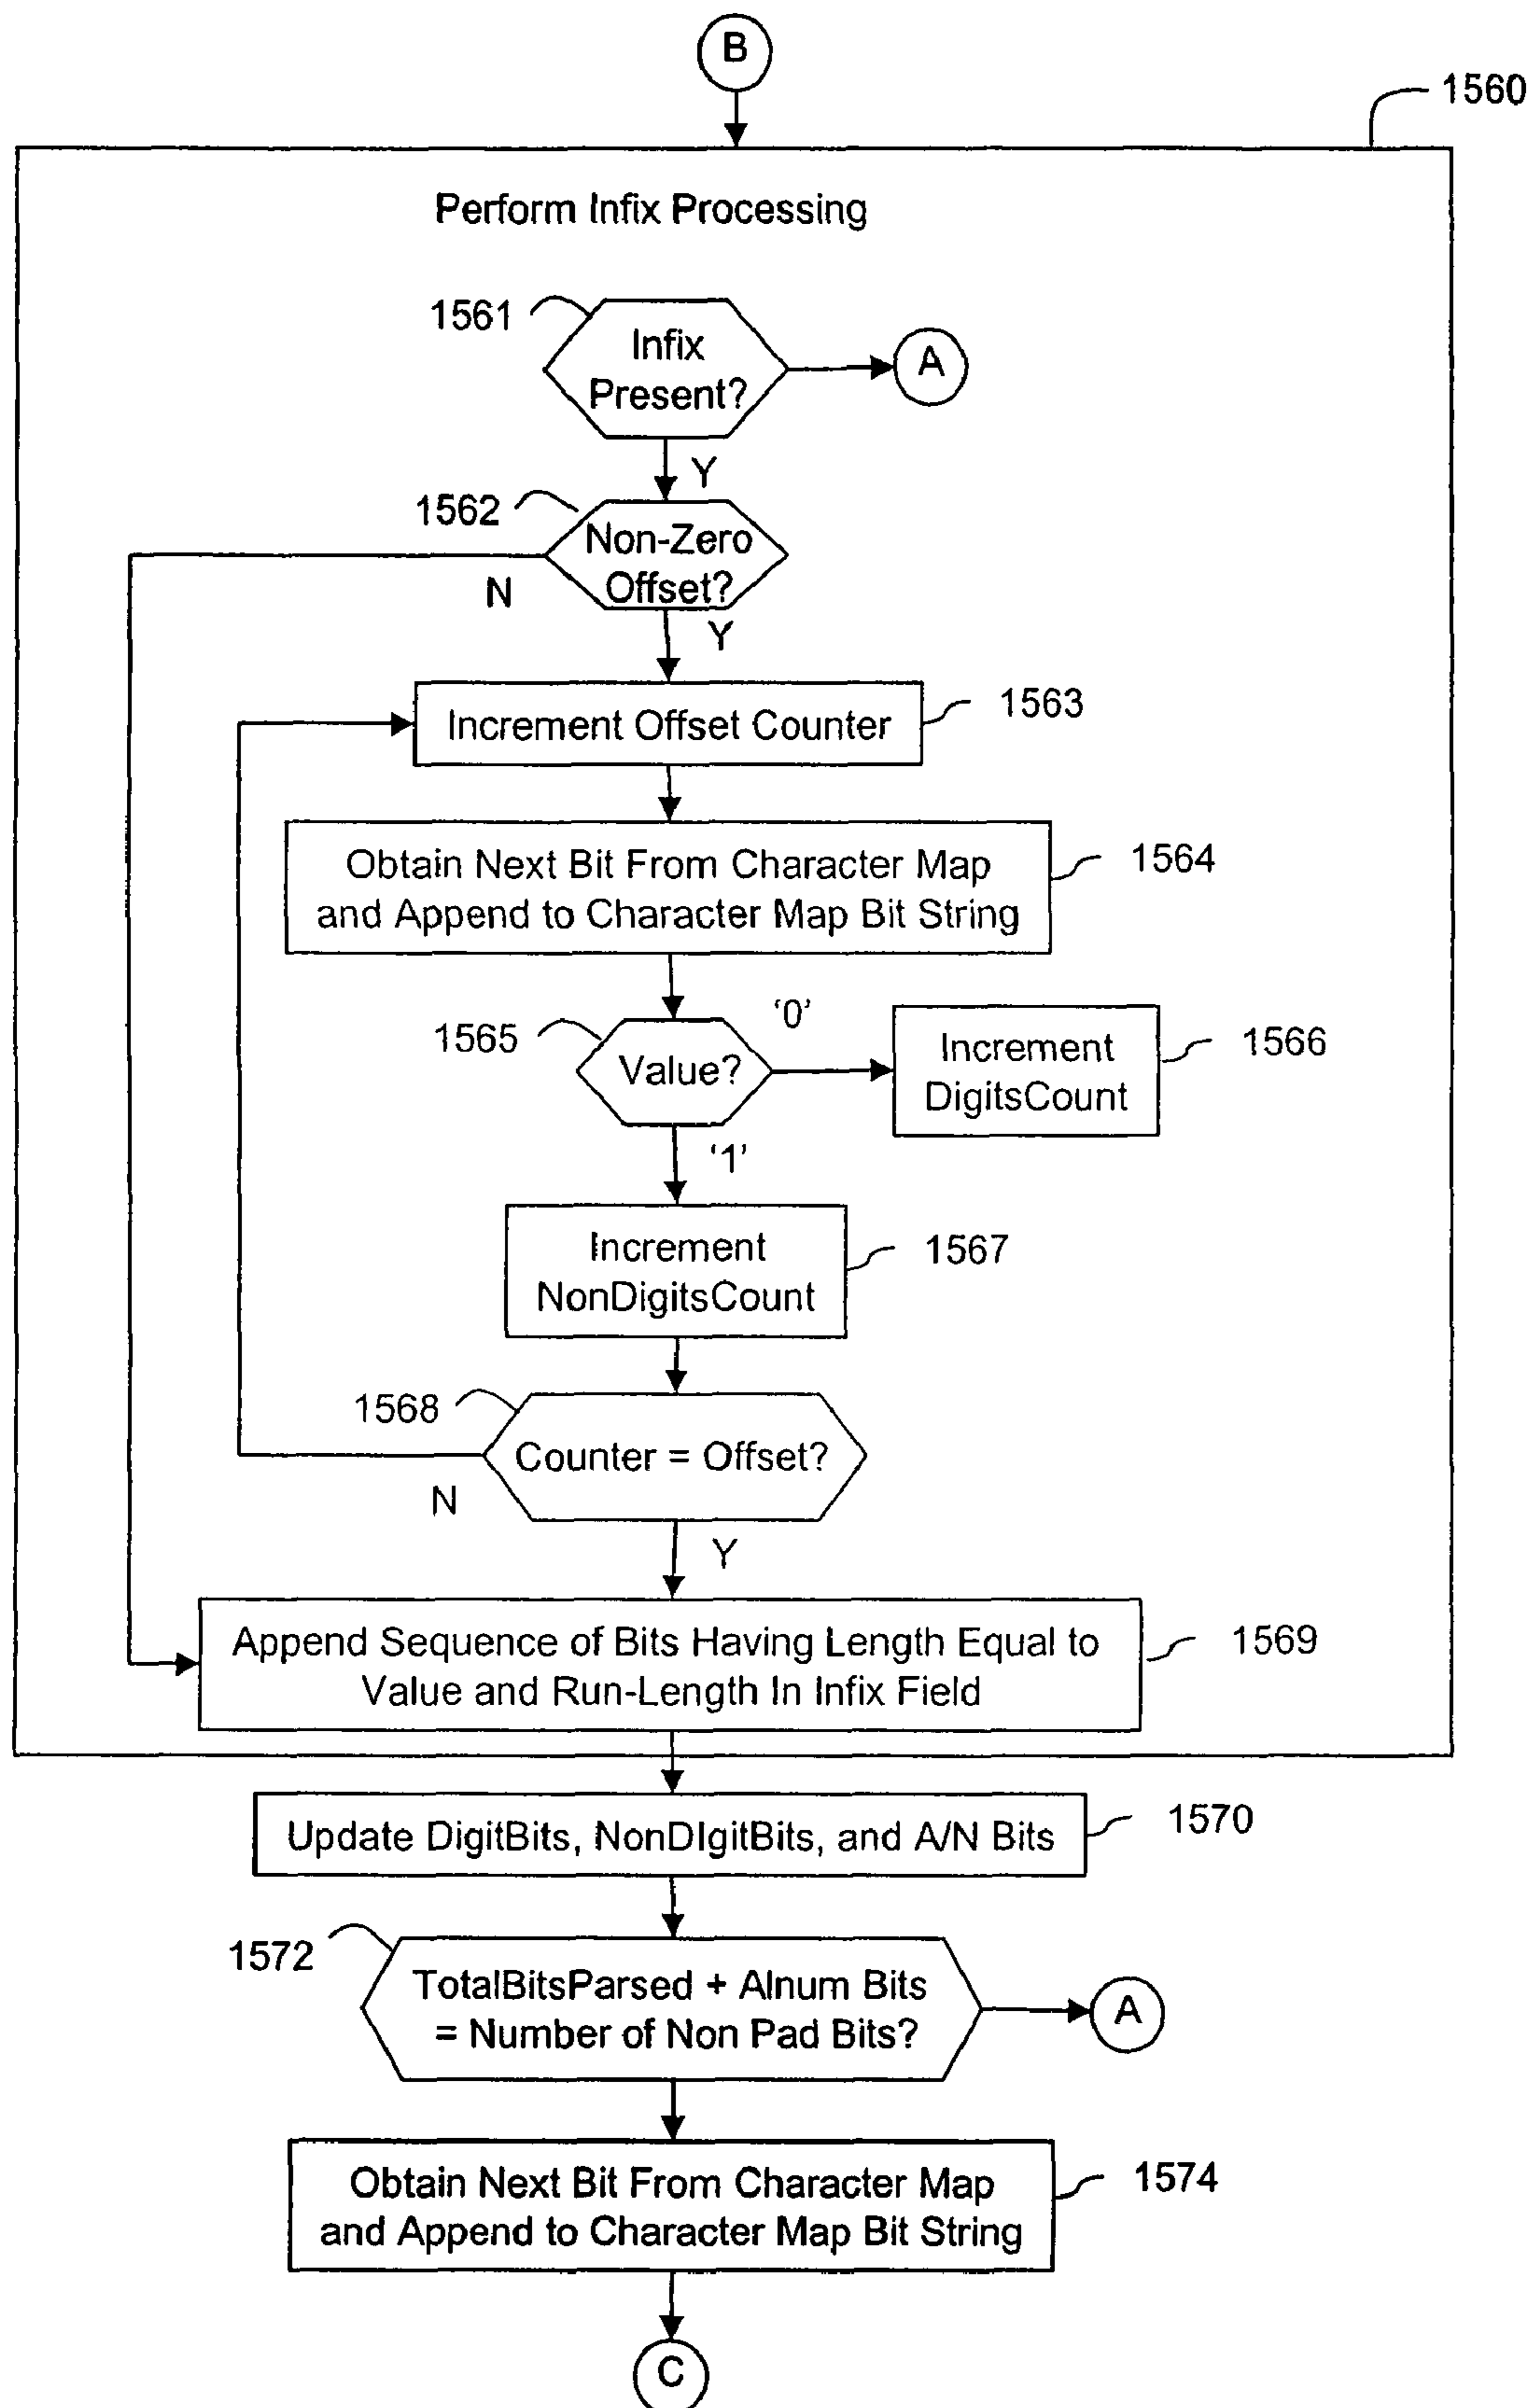 B
1560
Perform Infix Processing
1561
Infix
Present?
A
Y
1562
Non-Zero
Offset?
N
Y
Increment Offset Counter
1563
Obtain Next Bit From Character Map
and Append to Character Map Bit String
1564
1565
Value?
‘0’
Increment
DigitsCount
1566
‘1’
Increment
NonDigitsCount
1567
1568
Counter = Offset?
N
Y
Append Sequence of Bits Having Length Equal to
Value and Run-Length In Infix Field
1569
Update DigitBits, NonDIgitBits, and A/N Bits
1570
1572
TotalBitsParsed + Alnum Bits
= Number of Non Pad Bits?
A
Obtain Next Bit From Character Map
and Append to Character Map Bit String
1574
C